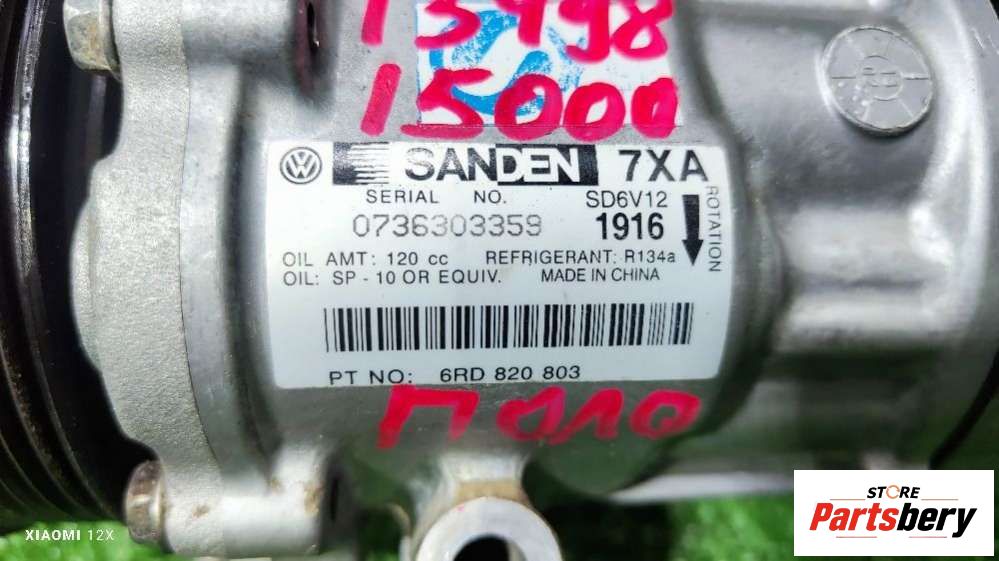 13498
15000
SANDEN 7XA
SERIAL NO. SD6V12
0736303359 1916
ROTATION
OIL AMT: 120 cc REFRIGERANT: R134a
OIL: SP - 10 OR EQUIV. MADE IN CHINA
PT NO: 6RD 820 803
ПОЛО
STORE
Partsbery
XIAOMI 12X